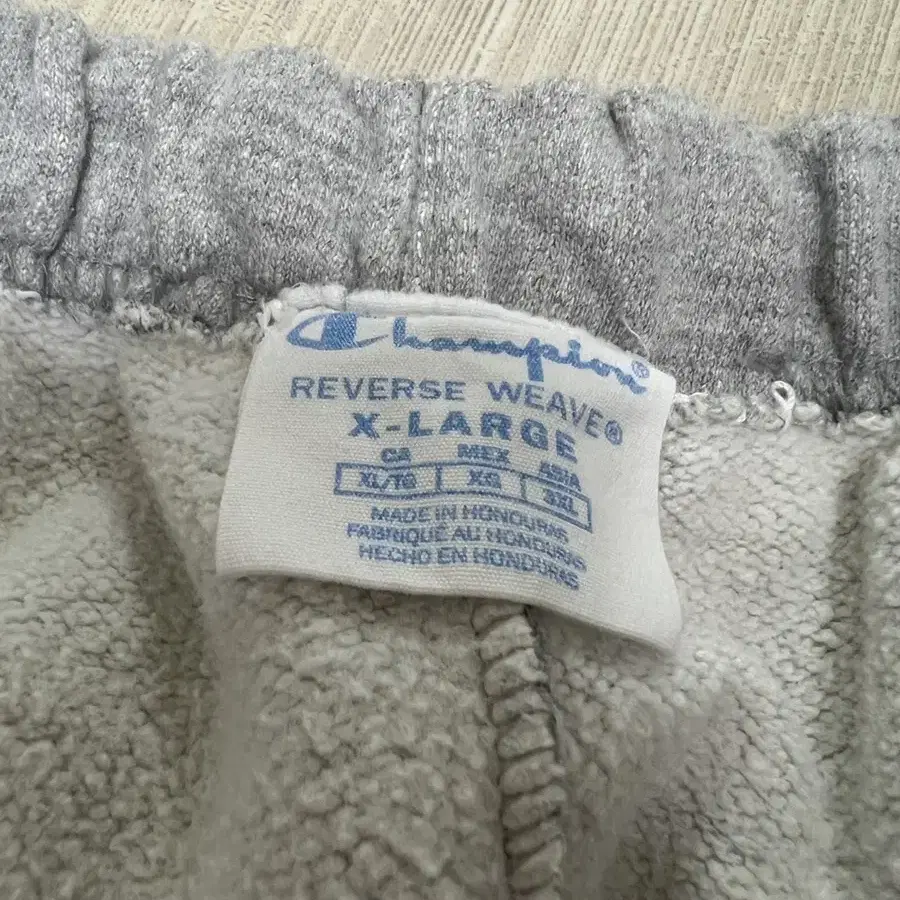 Champion®
REVERSE WEAVE®
X-LARGE
CA MEX ASIA
XL/TG XG 3XL
MADE IN HONDURAS
FABRIQUÉ AU HONDURAS
HECHO EN HONDURAS